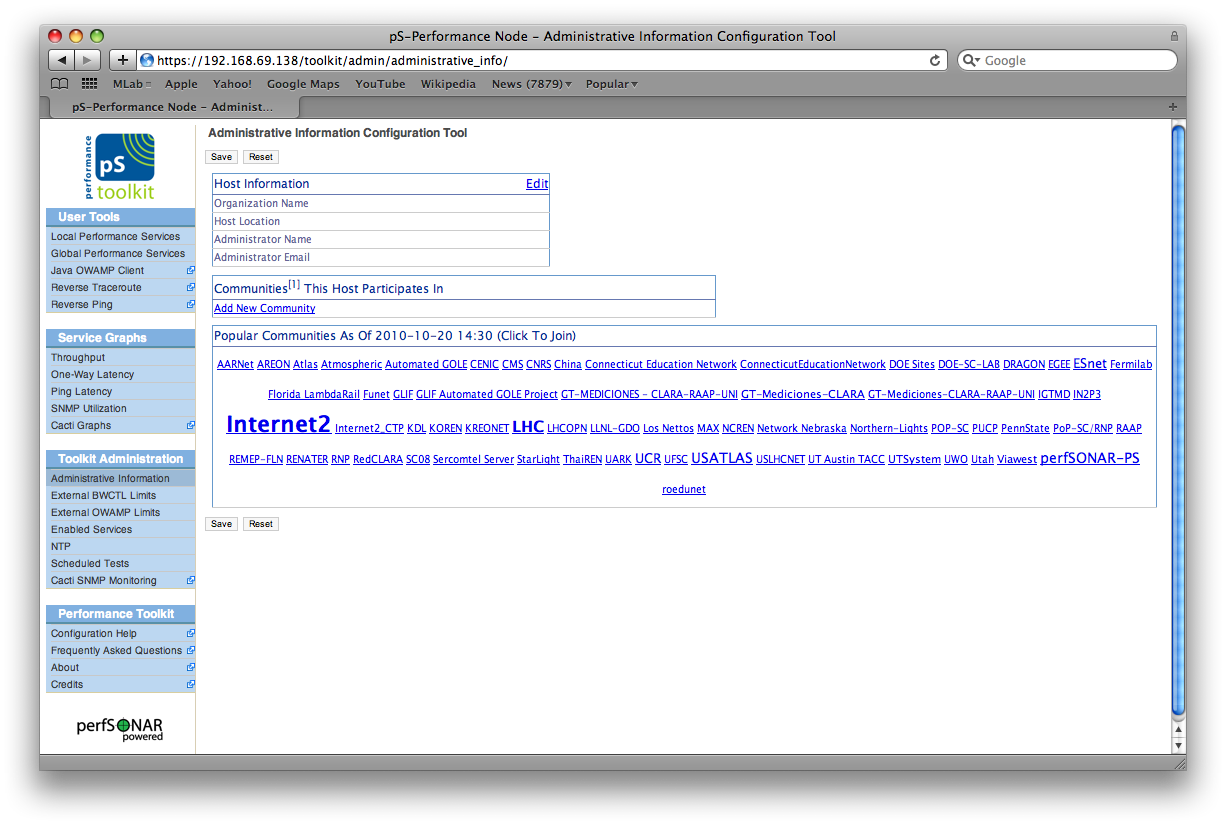 pS-Performance Node – Administrative Information Configuration Tool
https://192.168.69.138/toolkit/admin/administrative_info/
Google
MLab Apple Yahoo! Google Maps YouTube Wikipedia News (7879) Popular
pS-Performance Node – Administ...
performance
pS
toolkit
User Tools
Local Performance Services
Global Performance Services
Java OWAMP Client
Reverse Traceroute
Reverse Ping
Service Graphs
Throughput
One-Way Latency
Ping Latency
SNMP Utilization
Cacti Graphs
Toolkit Administration
Administrative Information
External BWCTL Limits
External OWAMP Limits
Enabled Services
NTP
Scheduled Tests
Cacti SNMP Monitoring
Performance Toolkit
Configuration Help
Frequently Asked Questions
About
Credits
perfSONAR
powered
Administrative Information Configuration Tool
Save Reset
Host Information Edit
Organization Name
Host Location
Administrator Name
Administrator Email
Communities[1] This Host Participates In
Add New Community
Popular Communities As Of 2010-10-20 14:30 (Click To Join)
AARNet AREON Atlas Atmospheric Automated GOLE CENIC CMS CNRS China Connecticut Education Network ConnecticutEducationNetwork DOE Sites DOE-SC-LAB DRAGON EGEE ESnet Fermilab
Florida LambdaRail Funet GLIF GLIF Automated GOLE Project GT-MEDICIONES - CLARA-RAAP-UNI GT-Mediciones-CLARA GT-Mediciones-CLARA-RAAP-UNI IGTMD IN2P3
Internet2 Internet2_CTP KDL KOREN KREONET LHC LHCOPN LLNL-GDO Los Nettos MAX NCREN Network Nebraska Northern-Lights POP-SC PUCP PennState PoP-SC/RNP RAAP
REMEP-FLN RENATER RNP RedCLARA SC08 Sercomtel Server StarLight ThaiREN UARK UCR UFSC USATLAS USLHCNET UT Austin TACC UTSystem UWO Utah Viawest perfSONAR-PS
roedunet
Save Reset